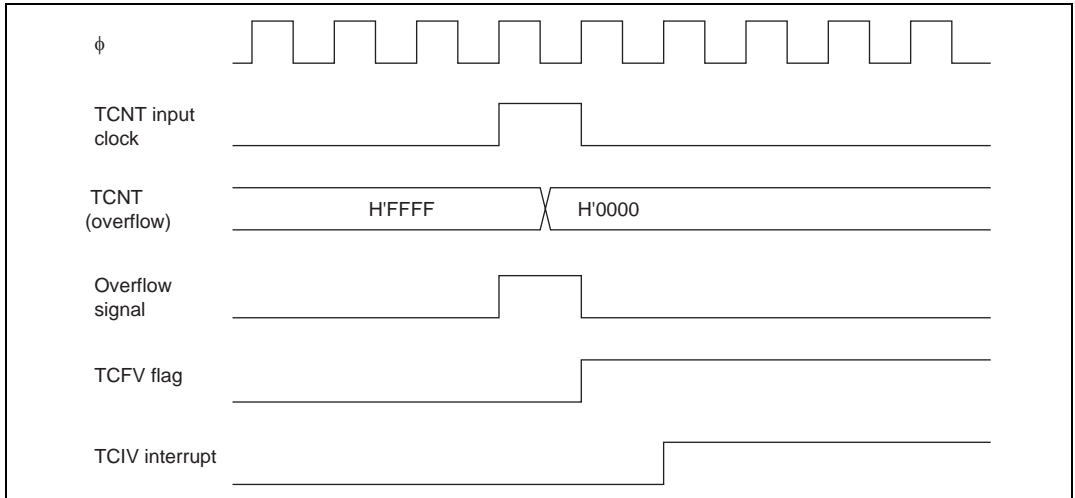 ϕ
TCNT input
clock
TCNT
(overflow)
H'FFFF
H'0000
Overflow
signal
TCFV flag
TCIV interrupt